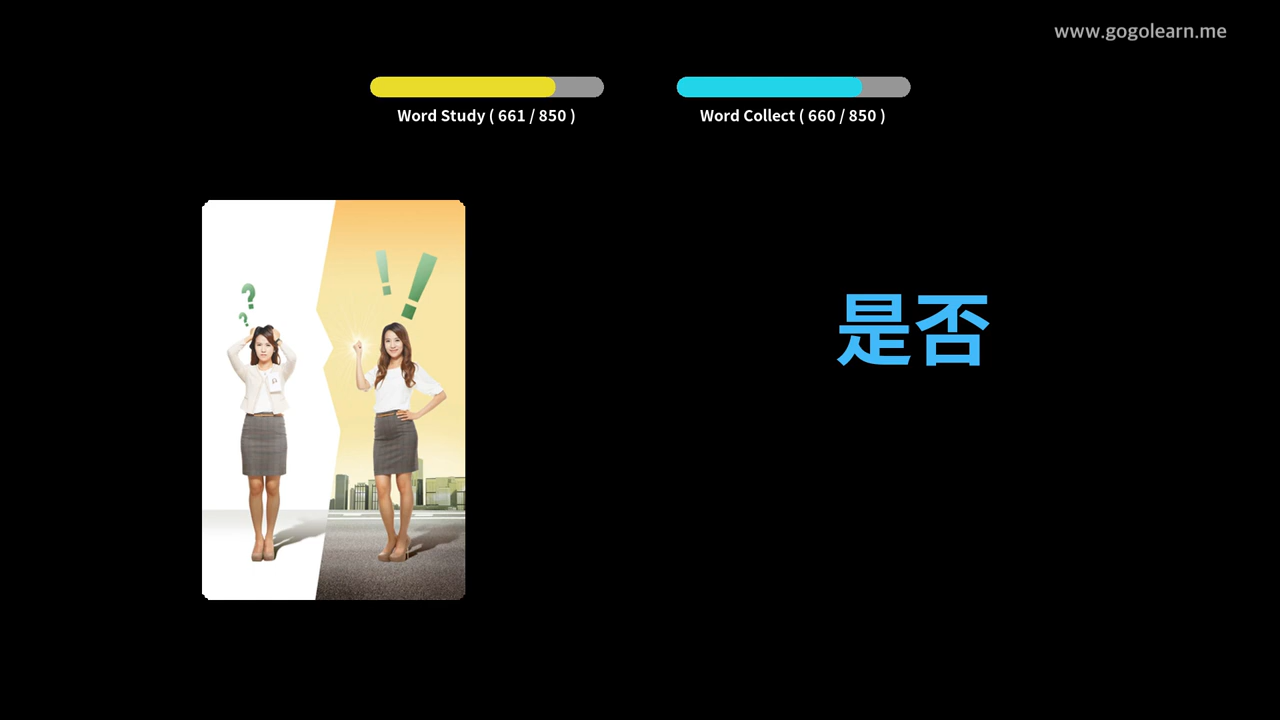 www.gogolearn.me
Word Study ( 661 / 850 )
Word Collect ( 660 / 850 )
? ?
! !
是否